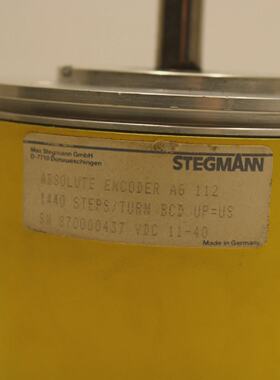 Max Stegmann GmbH
D-7710 Donaueschingen
STEGMANN
ABSOLUTE ENCODER AG 112
1440 STEPS/TURN BCD UP=US
SN 870000437 VDC 11-40
Made in Germany